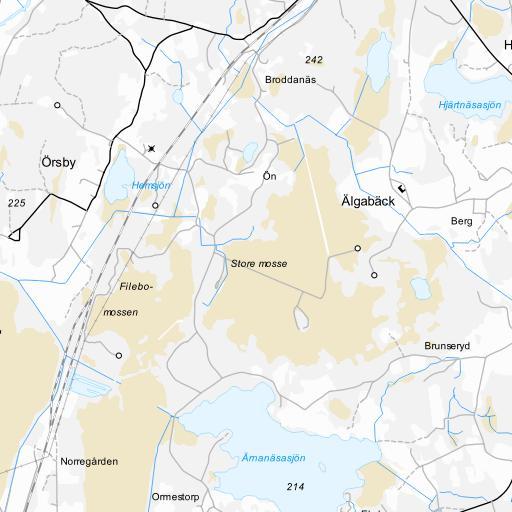 242
Broddanäs
H
Hjärtnäsasjön
Örsby
Hemsjön
Ön
225
Älgabäck
Berg
Store mosse
Filebo-
mossen
Brunseryd
Åmanäsasjön
Norregården
214
Ormestorp